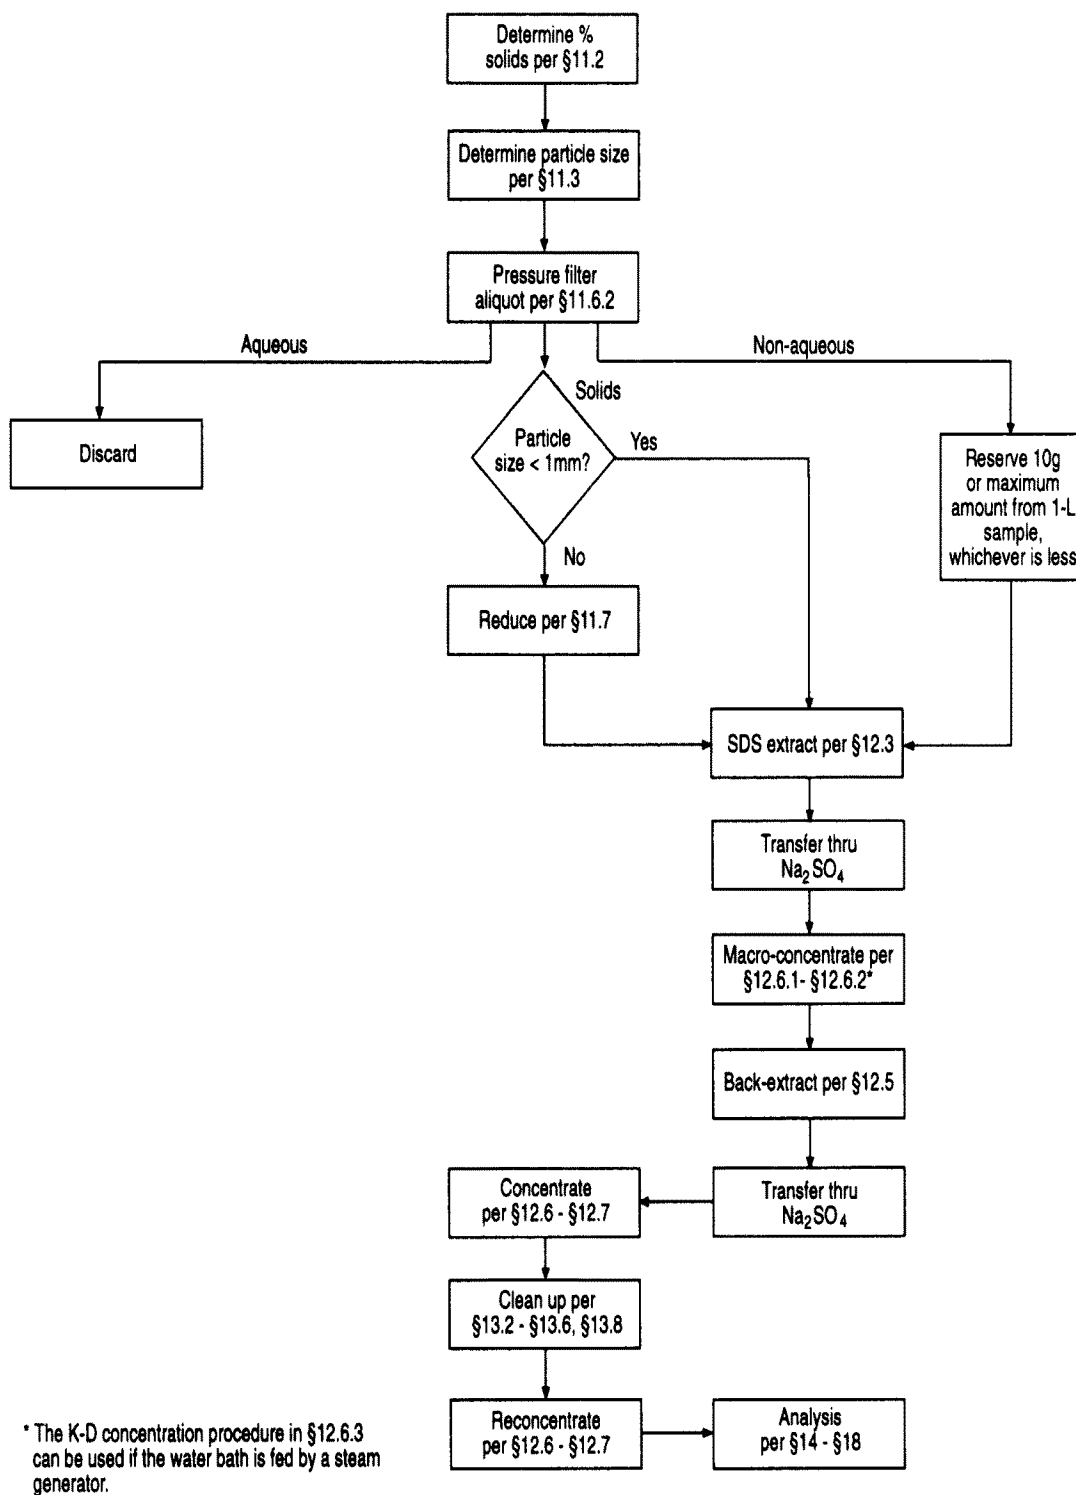 Determine %
solids per §11.2
Determine particle size
per §11.3
Pressure filter
aliquot per §11.6.2
Aqueous
Non-aqueous
Solids
Discard
Particle
size < 1mm?
Yes
Reserve 10g
or maximum
amount from 1-L
sample,
whichever is less
No
Reduce per §11.7
SDS extract per §12.3
Transfer thru
Na₂SO₄
Macro-concentrate per
§12.6.1- §12.6.2*
Back-extract per §12.5
Transfer thru
Na₂SO₄
Concentrate
per §12.6 - §12.7
Clean up per
§13.2 - §13.6, §13.8
Reconcentrate
per §12.6 - §12.7
Analysis
per §14 - §18
* The K-D concentration procedure in §12.6.3
can be used if the water bath is fed by a steam
generator.